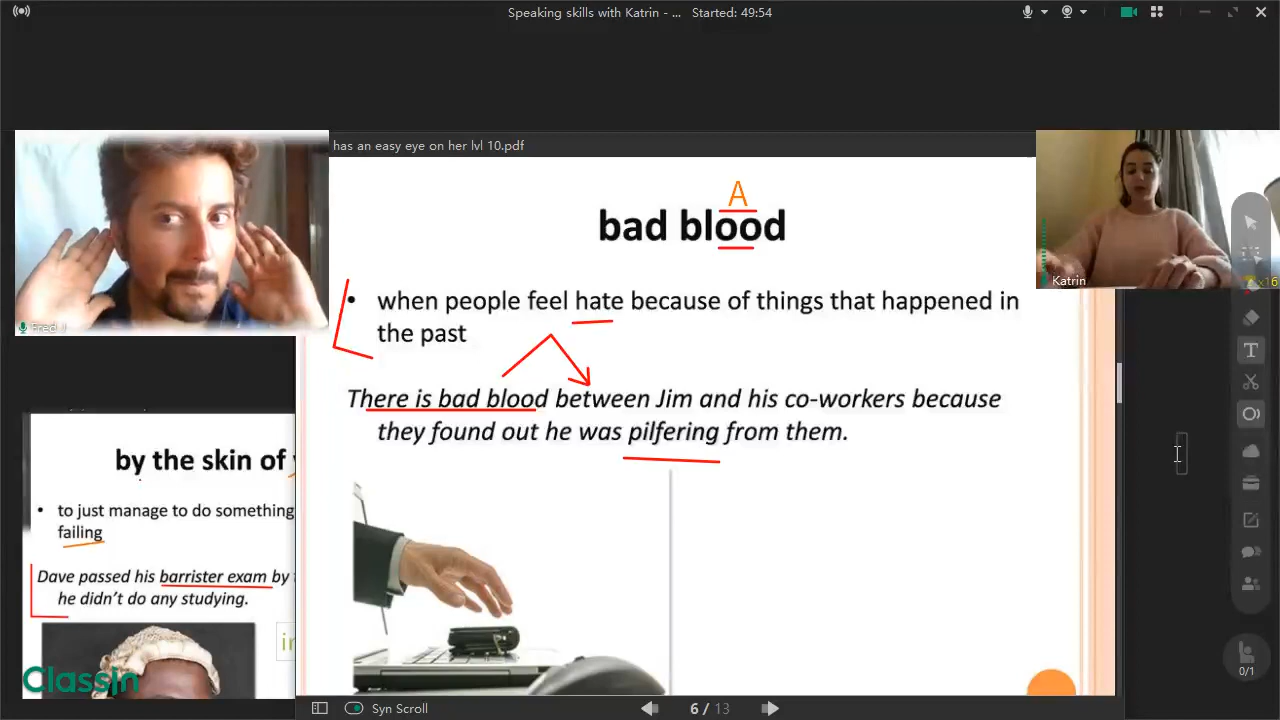 Speaking skills with Katrin - ... Started: 49:54
has an easy eye on her lvl 10.pdf
A
bad blood
• when people feel hate because of things that happened in
the past
There is bad blood between Jim and his co-workers because
they found out he was pilfering from them.
Fred J
Katrin
x16
by the skin of
• to just manage to do something
failing
Dave passed his barrister exam by
he didn't do any studying.
in
ClassIn
T
0/1
Syn Scroll
6 / 13